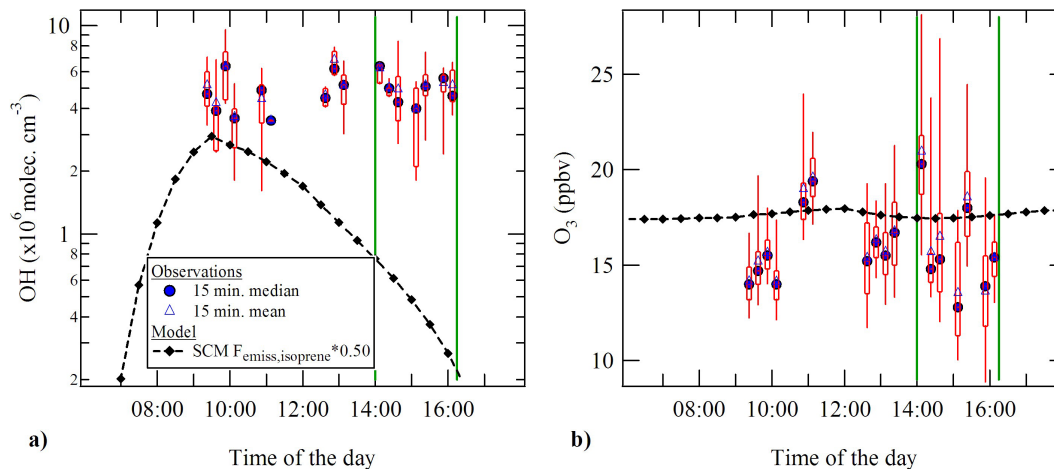 OH (x10⁶ molec. cm⁻³)
10
8
6
4
2
1
8
6
4
2
Observations
15 min. median
15 min. mean
Model
SCM Femiss,isoprene*0.50
08:00 10:00 12:00 14:00 16:00
a) Time of the day
O₃ (ppbv)
25
20
15
10
08:00 10:00 12:00 14:00 16:00
b) Time of the day